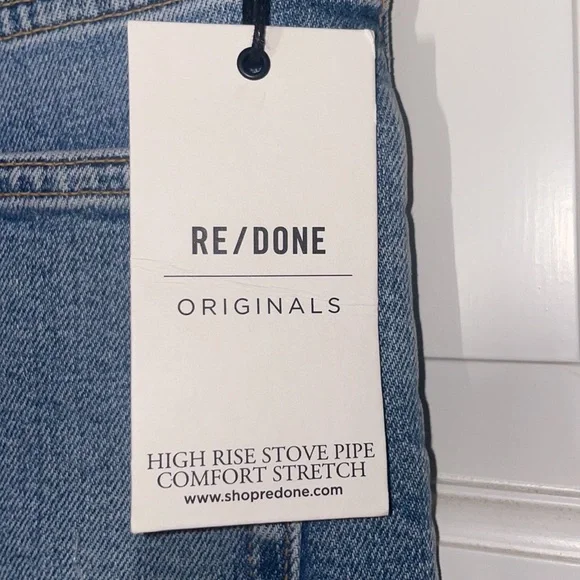 RE/DONE
ORIGINALS
HIGH RISE STOVE PIPE
COMFORT STRETCH
www.shopredone.com